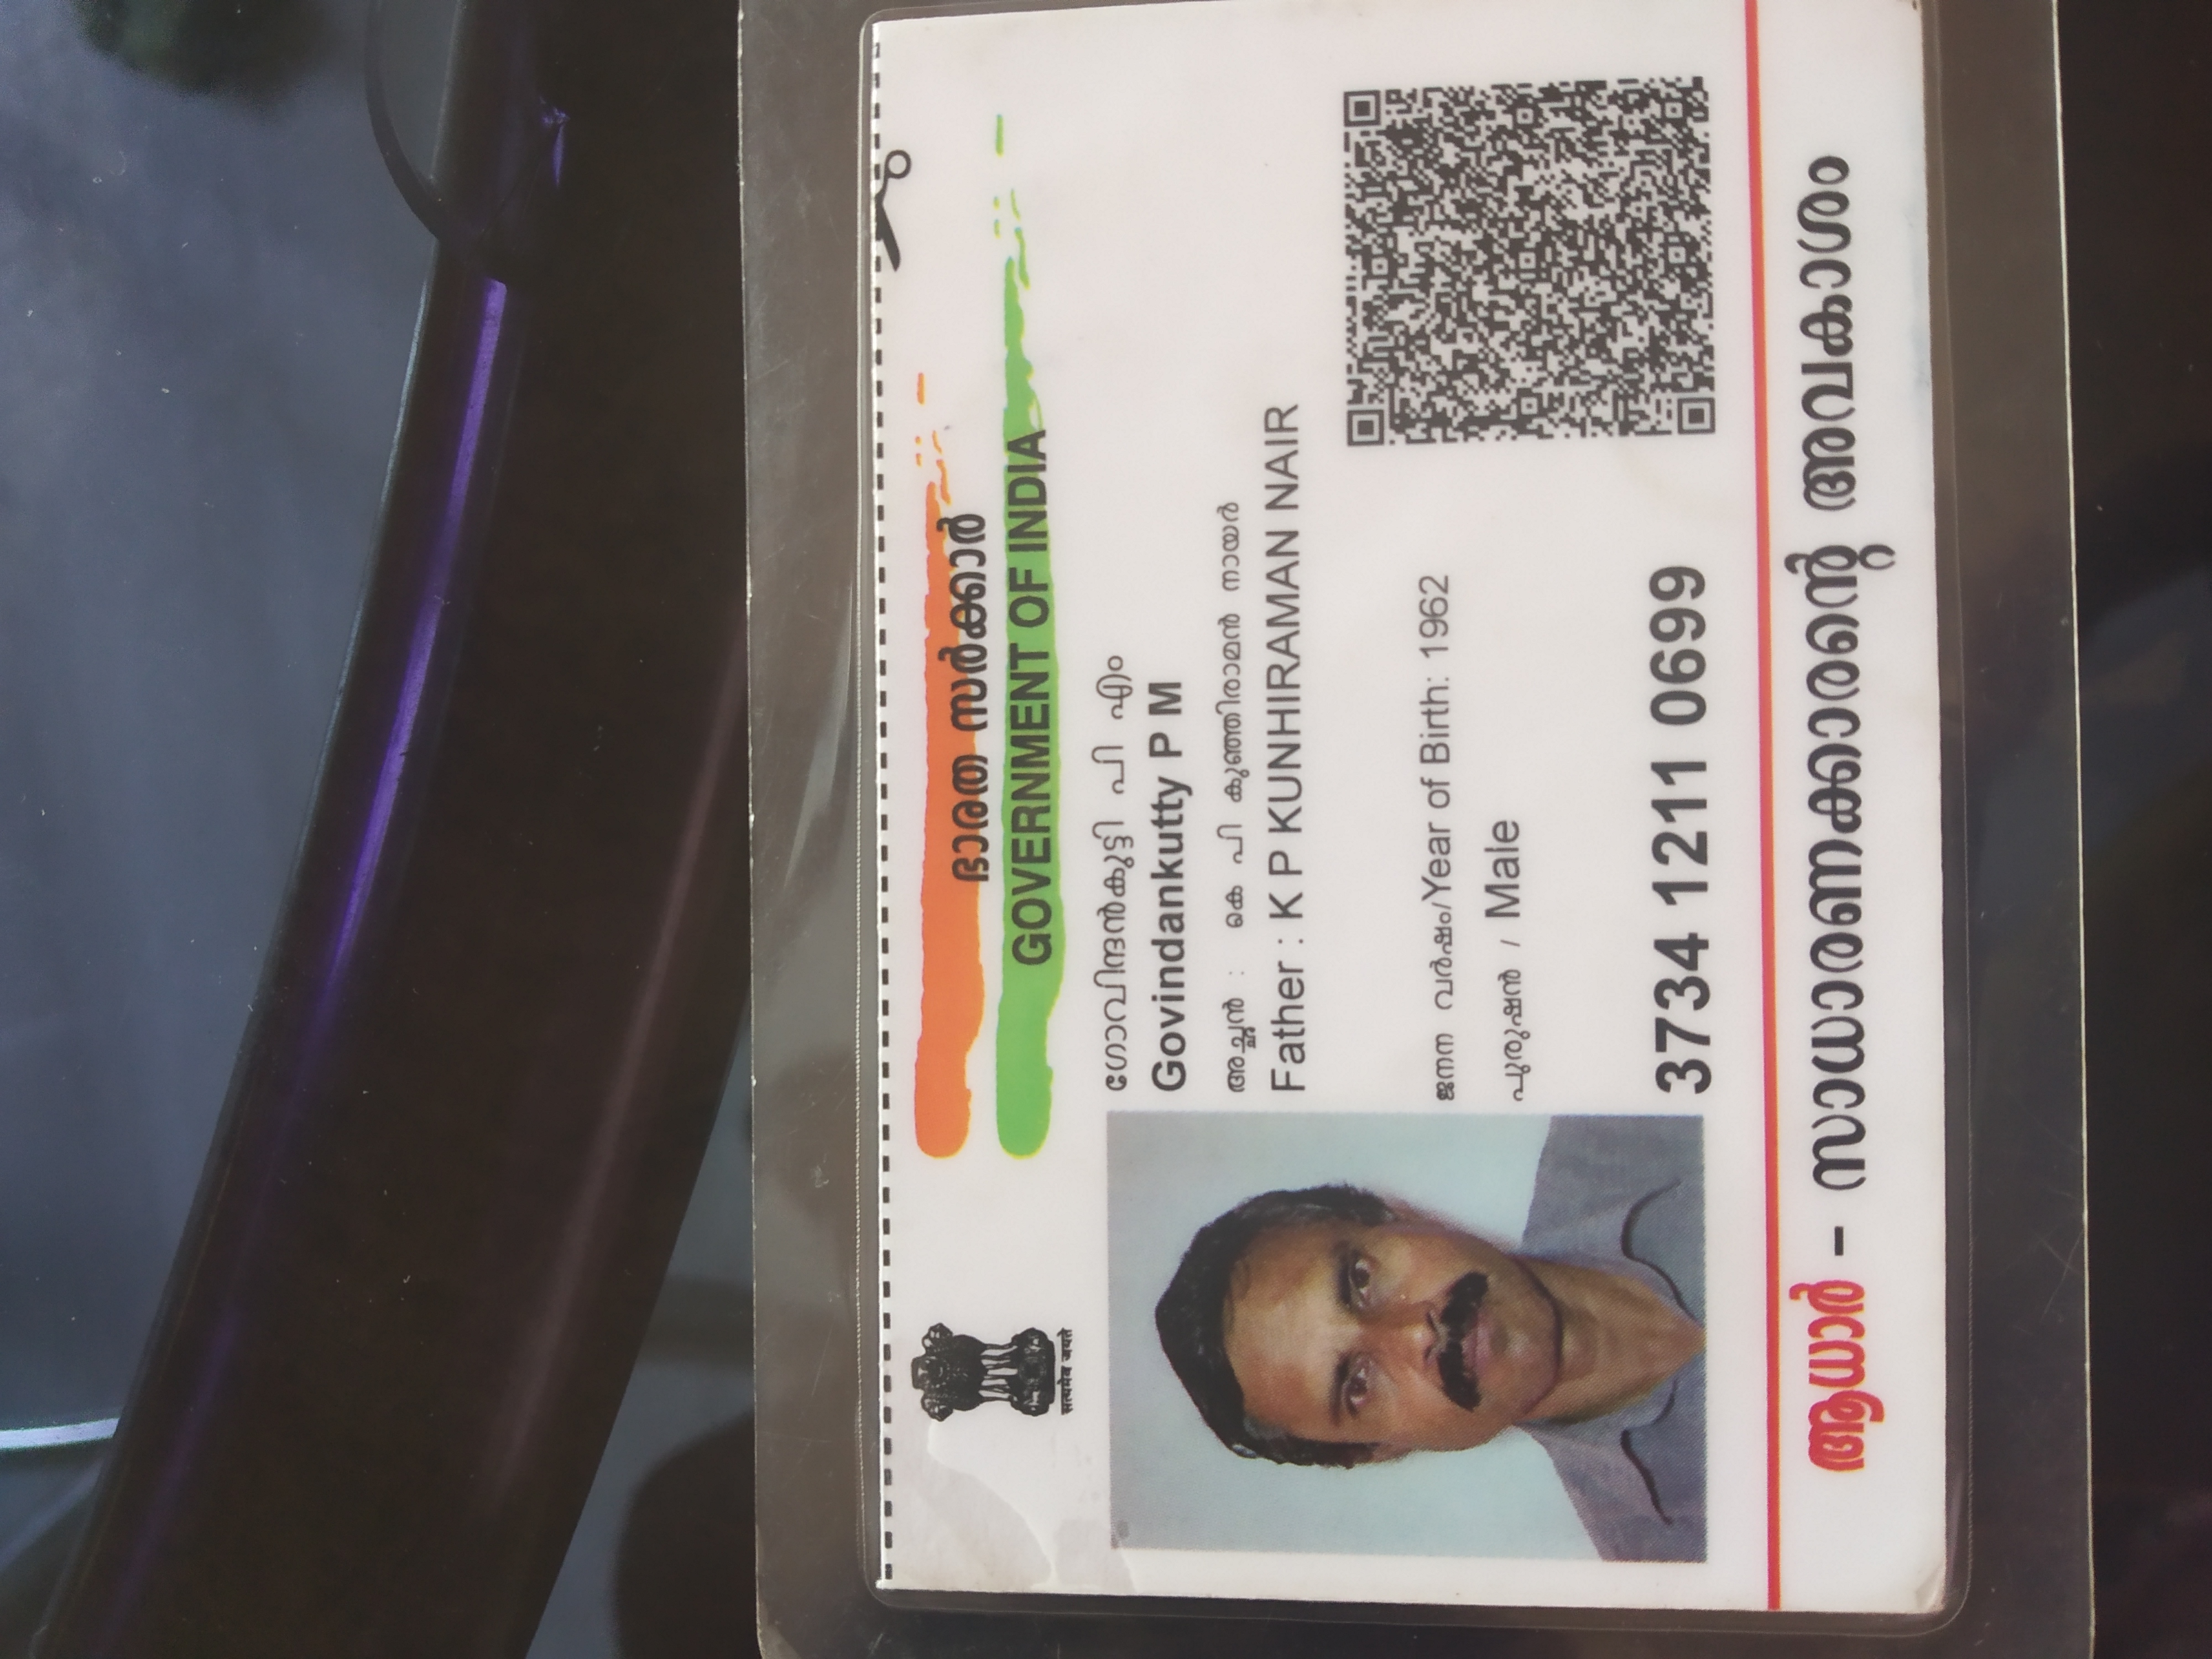 ഭാരത സർക്കാർ
GOVERNMENT OF INDIA
सत्यमेव जयते
ഗോവിന്ദൻകുട്ടി പി എം
Govindankutty P M
അച്ഛൻ : കെ പി കുഞ്ഞിരാമൻ നായർ
Father : K P KUNHIRAMAN NAIR
ജനന വർഷം/Year of Birth: 1962
പുരുഷൻ / Male
3734 1211 0699
ആധാർ - സാധാരണക്കാരന്റെ അവകാശം